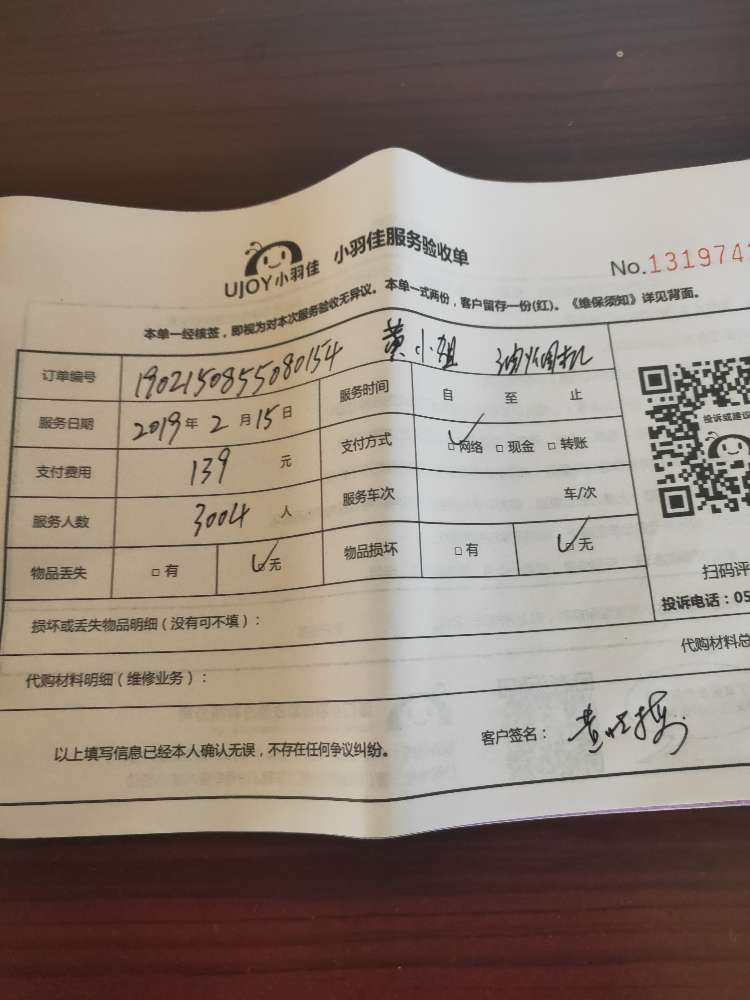 UJOY小羽佳 小羽佳服务验收单
No.131974
本单一经核签，即视为对本次服务验收无异议。本单一式两份，客户留存一份(红)。《维保须知》详见背面。
订单编号 1902150855080154 黄小姐 油烟机
服务日期 2019年2月15日 服务时间 自 至 止
支付费用 139 元 支付方式 ☑网络 □现金 □转账
服务人数 3004 人 服务车次 车/次
物品丢失 □有 ☑无 物品损坏 □有 ☑无
投诉或建议
扫码评
投诉电话：05
损坏或丢失物品明细（没有可不填）：
代购材料明细（维修业务）： 代购材料总
以上填写信息已经本人确认无误，不存在任何争议纠纷。 客户签名：黄